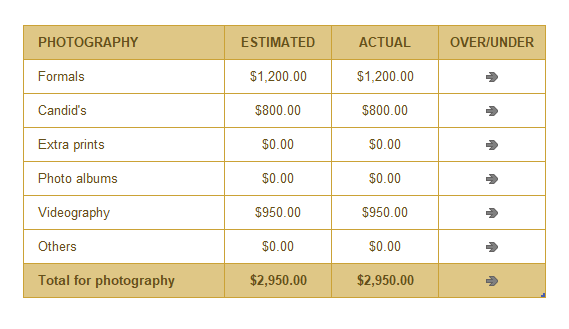 PHOTOGRAPHY ESTIMATED ACTUAL OVER/UNDER
Formals $1,200.00 $1,200.00
Candid's $800.00 $800.00
Extra prints $0.00 $0.00
Photo albums $0.00 $0.00
Videography $950.00 $950.00
Others $0.00 $0.00
Total for photography $2,950.00 $2,950.00